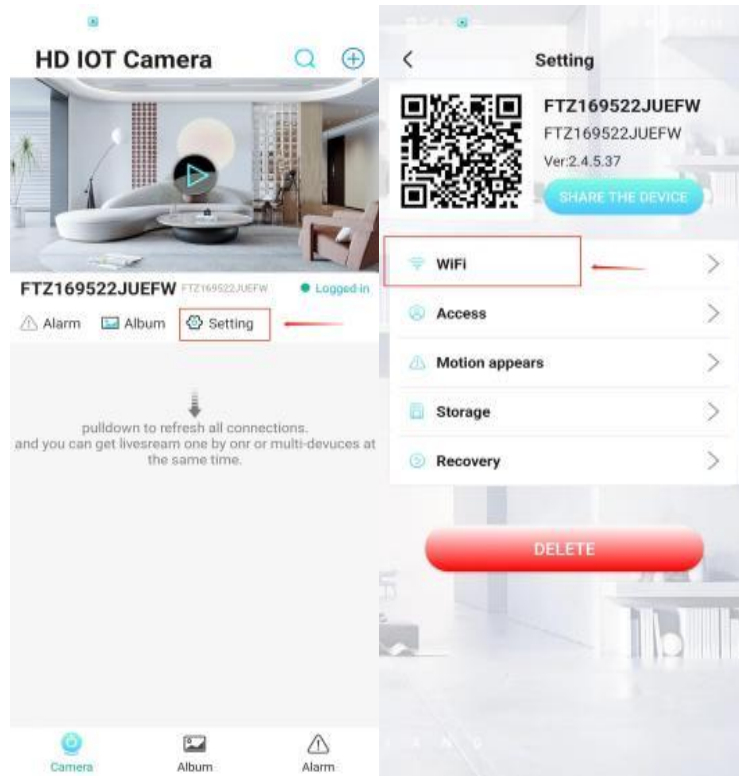 HD IOT Camera
FTZ169522JUEFW FTZ169522JUEFW Logged in
Alarm Album Setting
pulldown to refresh all connections.
and you can get livesream one by onr or multi-devuces at
the same time.
Camera Album Alarm
Setting
FTZ169522JUEFW
FTZ169522JUEFW
Ver:2.4.5.37
SHARE THE DEVICE
WiFi
Access
Motion appears
Storage
Recovery
DELETE